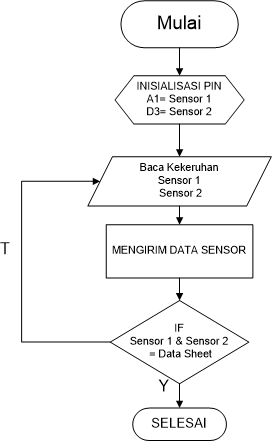 Mulai
INISIALISASI PIN
A1= Sensor 1
D3= Sensor 2
Baca Kekeruhan
Sensor 1
Sensor 2
T
MENGIRIM DATA SENSOR
IF
Sensor 1 & Sensor 2
= Data Sheet
Y
SELESAI